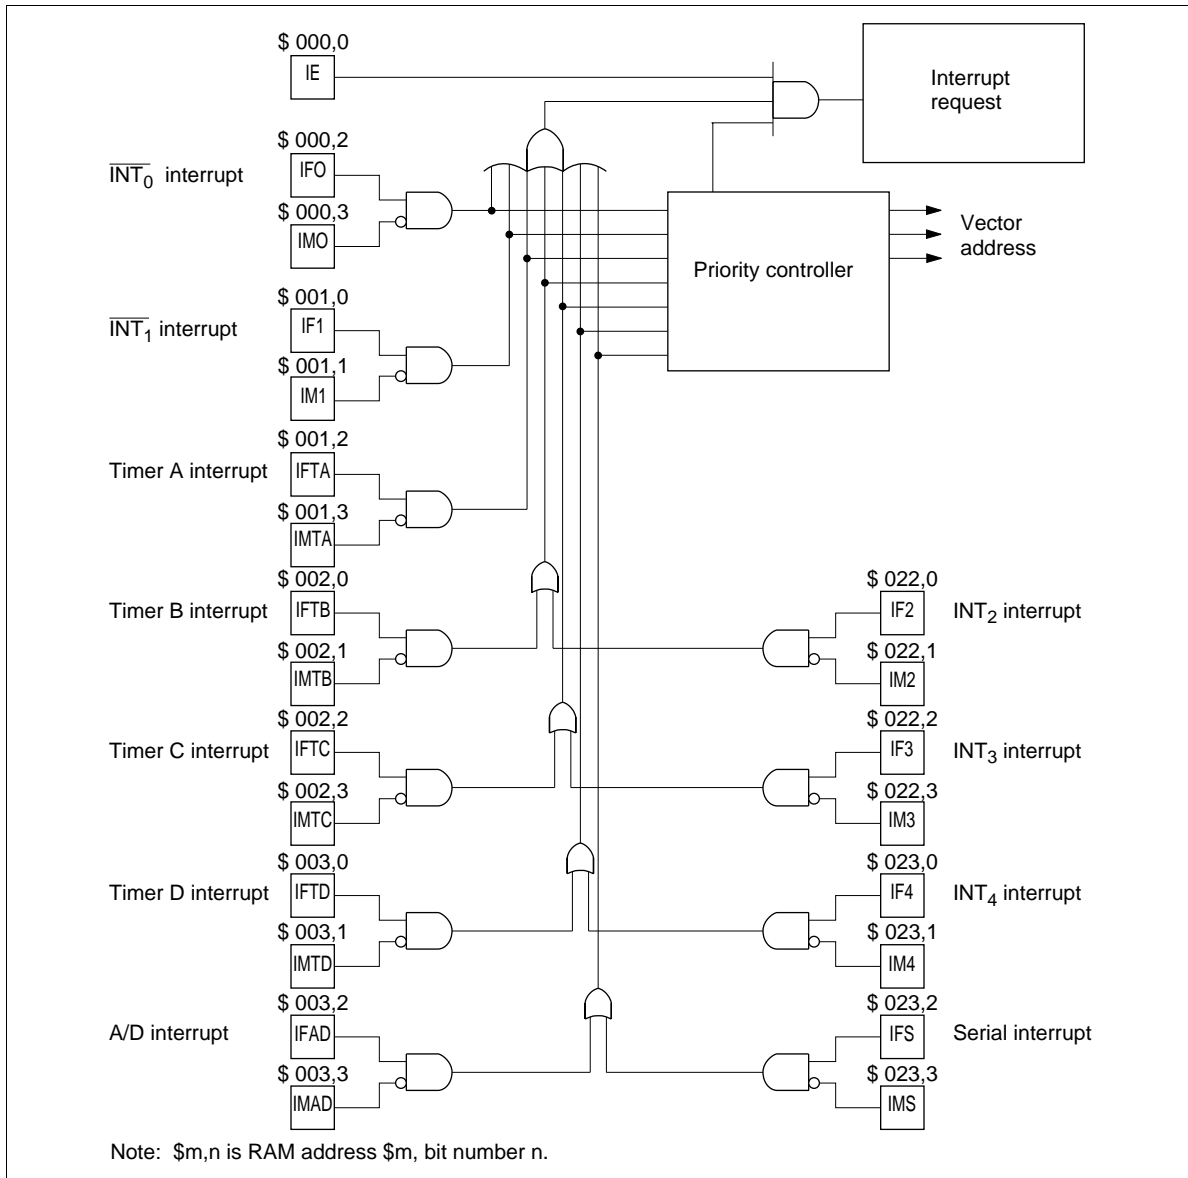 $ 000,0
IE
Interrupt
request
$ 000,2
IFO
INT0 interrupt
$ 000,3
IMO
Vector
address
Priority controller
$ 001,0
IF1
INT1 interrupt
$ 001,1
IM1
$ 001,2
Timer A interrupt
IFTA
$ 001,3
IMTA
$ 002,0
Timer B interrupt
IFTB
$ 002,1
IMTB
$ 022,0
IF2
INT2 interrupt
$ 022,1
IM2
$ 002,2
Timer C interrupt
IFTC
$ 002,3
IMTC
$ 022,2
IF3
INT3 interrupt
$ 022,3
IM3
$ 003,0
Timer D interrupt
IFTD
$ 003,1
IMTD
$ 023,0
IF4
INT4 interrupt
$ 023,1
IM4
$ 003,2
A/D interrupt
IFAD
$ 003,3
IMAD
$ 023,2
IFS
Serial interrupt
$ 023,3
IMS
Note: $m,n is RAM address $m, bit number n.